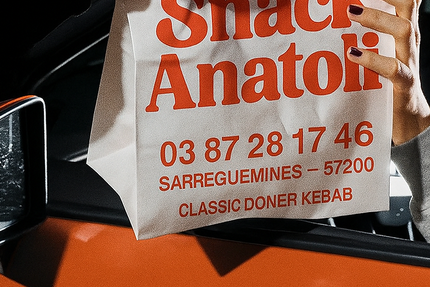 Snack
Anatoli
03 87 28 17 46
SARREGUEMINES – 57200
CLASSIC DONER KEBAB